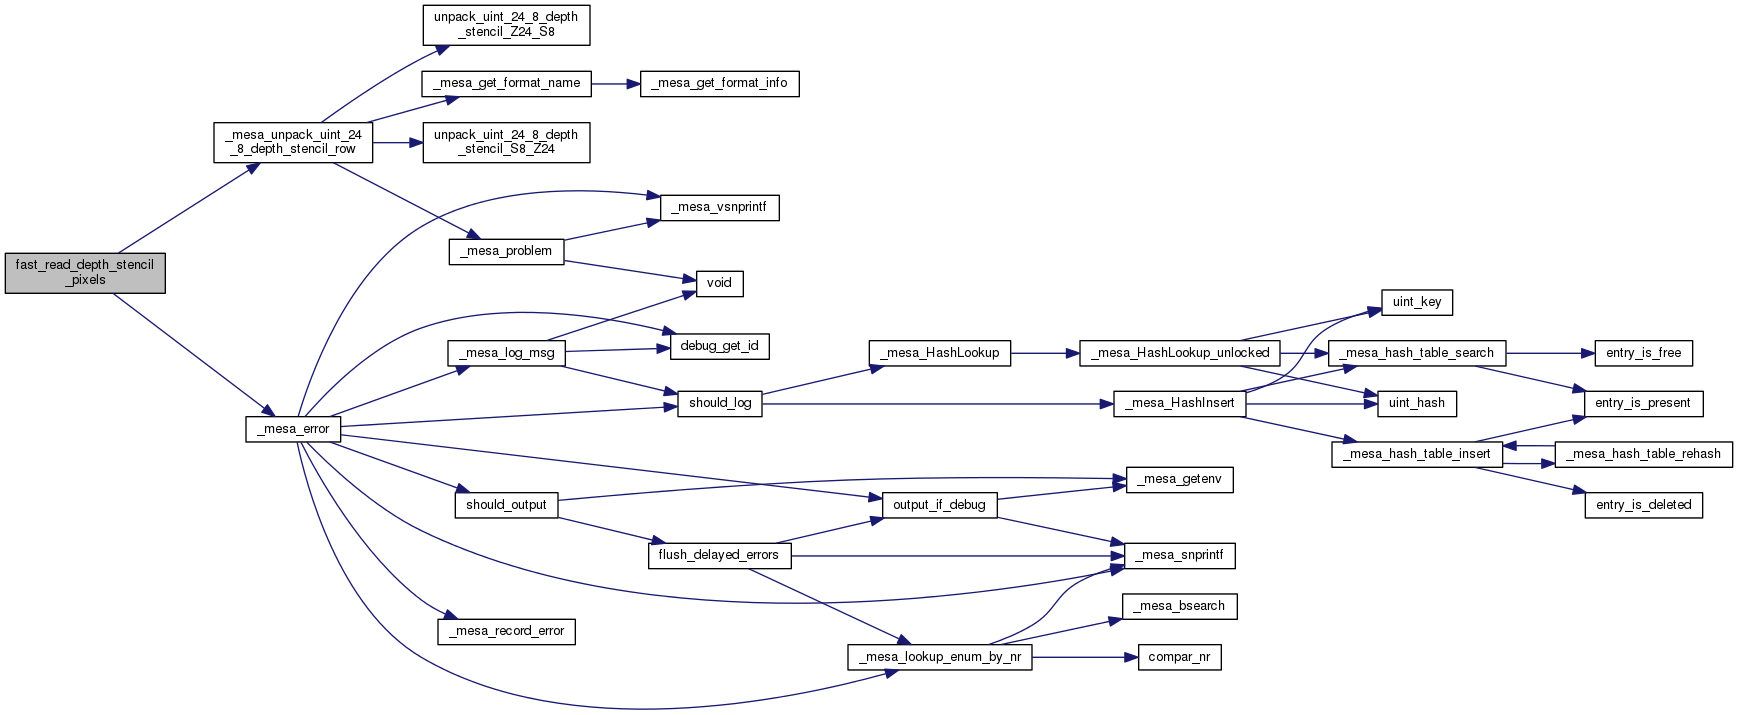 unpack_uint_24_8_depth
_stencil_Z24_S8
_mesa_get_format_name
_mesa_get_format_info
_mesa_unpack_uint_24
_8_depth_stencil_row
unpack_uint_24_8_depth
_stencil_S8_Z24
_mesa_vsnprintf
_mesa_problem
fast_read_depth_stencil
_pixels
void
uint_key
debug_get_id
_mesa_log_msg
_mesa_HashLookup
_mesa_HashLookup_unlocked
_mesa_hash_table_search
entry_is_free
should_log
_mesa_HashInsert
uint_hash
entry_is_present
_mesa_error
_mesa_hash_table_insert
_mesa_hash_table_rehash
_mesa_getenv
should_output
output_if_debug
entry_is_deleted
flush_delayed_errors
_mesa_snprintf
_mesa_bsearch
_mesa_record_error
_mesa_lookup_enum_by_nr
compar_nr